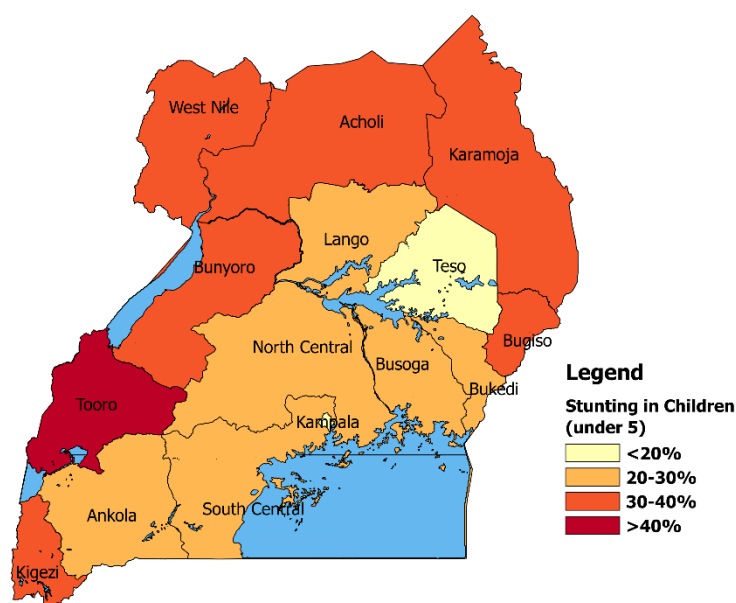 West Nile
Acholi
Karamoja
Lango
Teso
Bunyoro
Bugiso
North Central
Busoga
Bukedi
Tooro
Kampala
South Central
Ankola
Kigezi
Legend
Stunting in Children
(under 5)
<20%
20-30%
30-40%
>40%